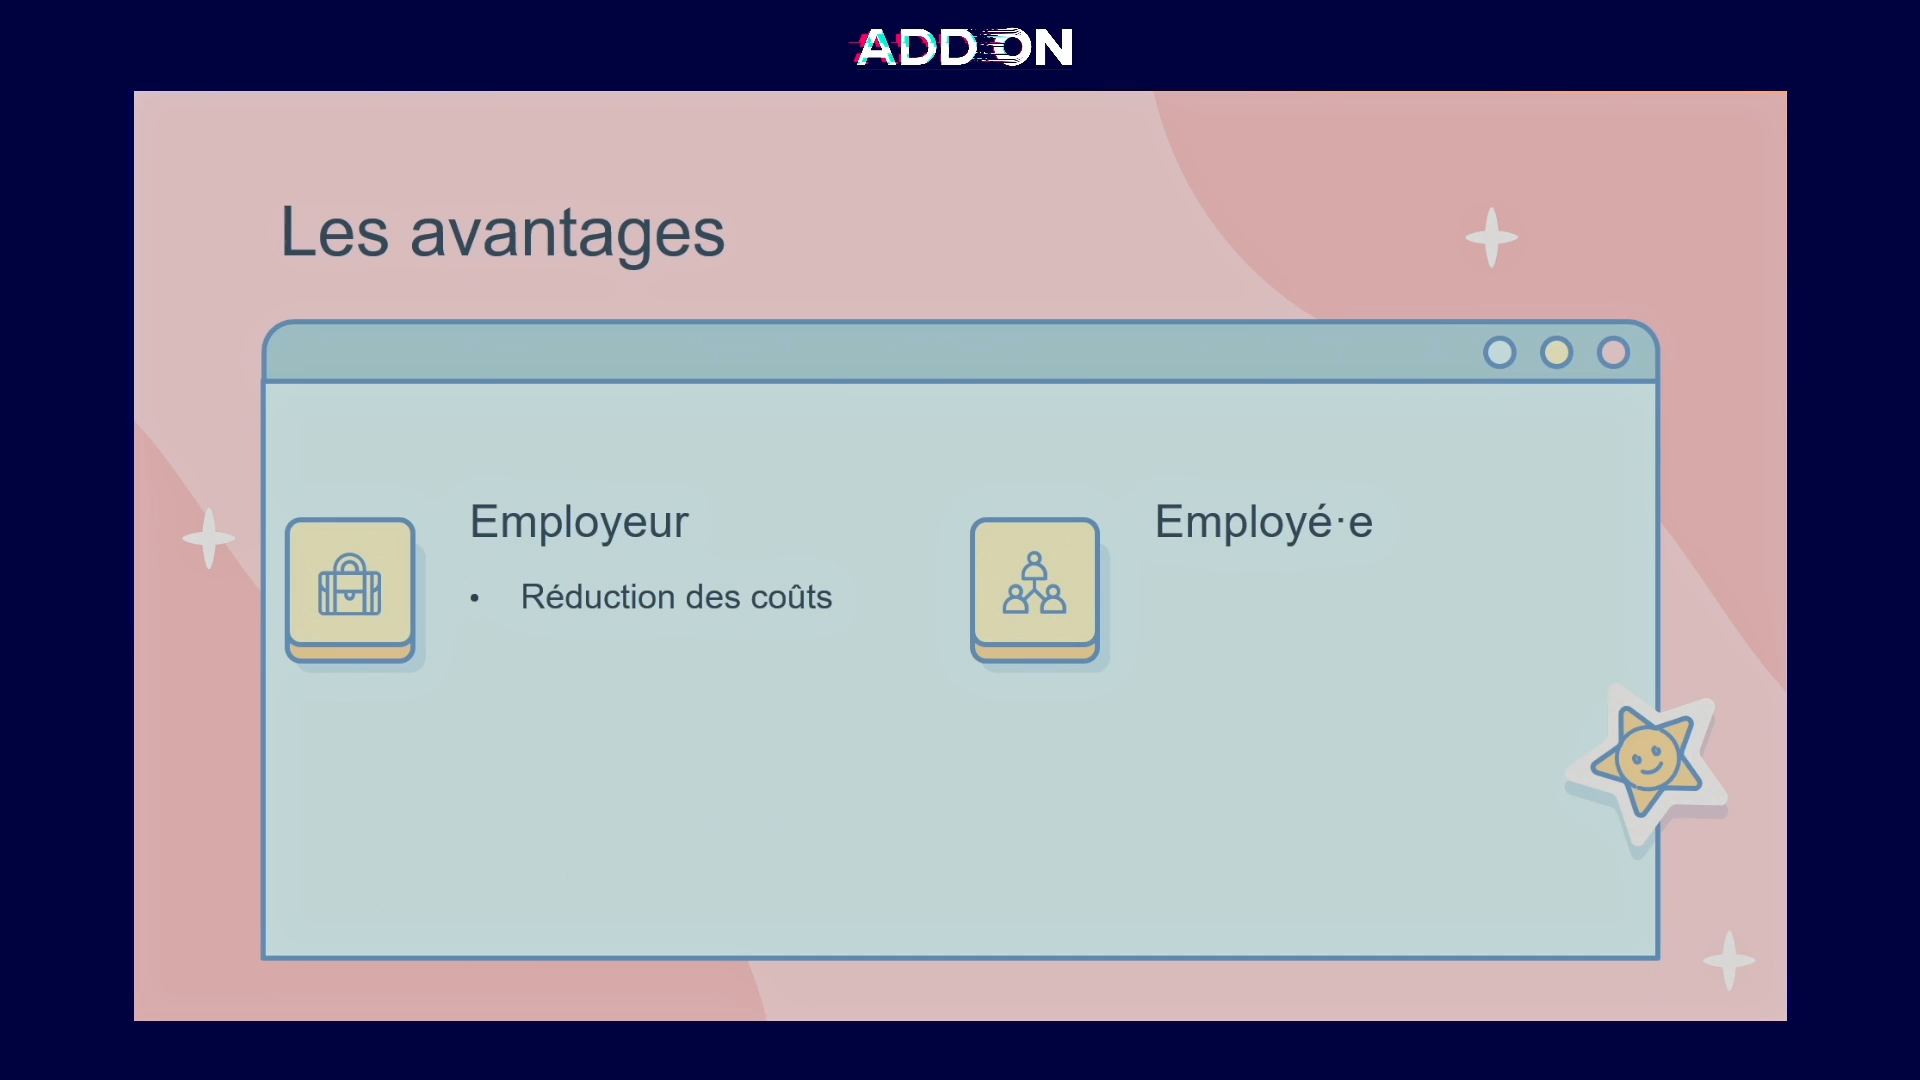 ADDON
Les avantages
Employeur
• Réduction des coûts
Employé·e